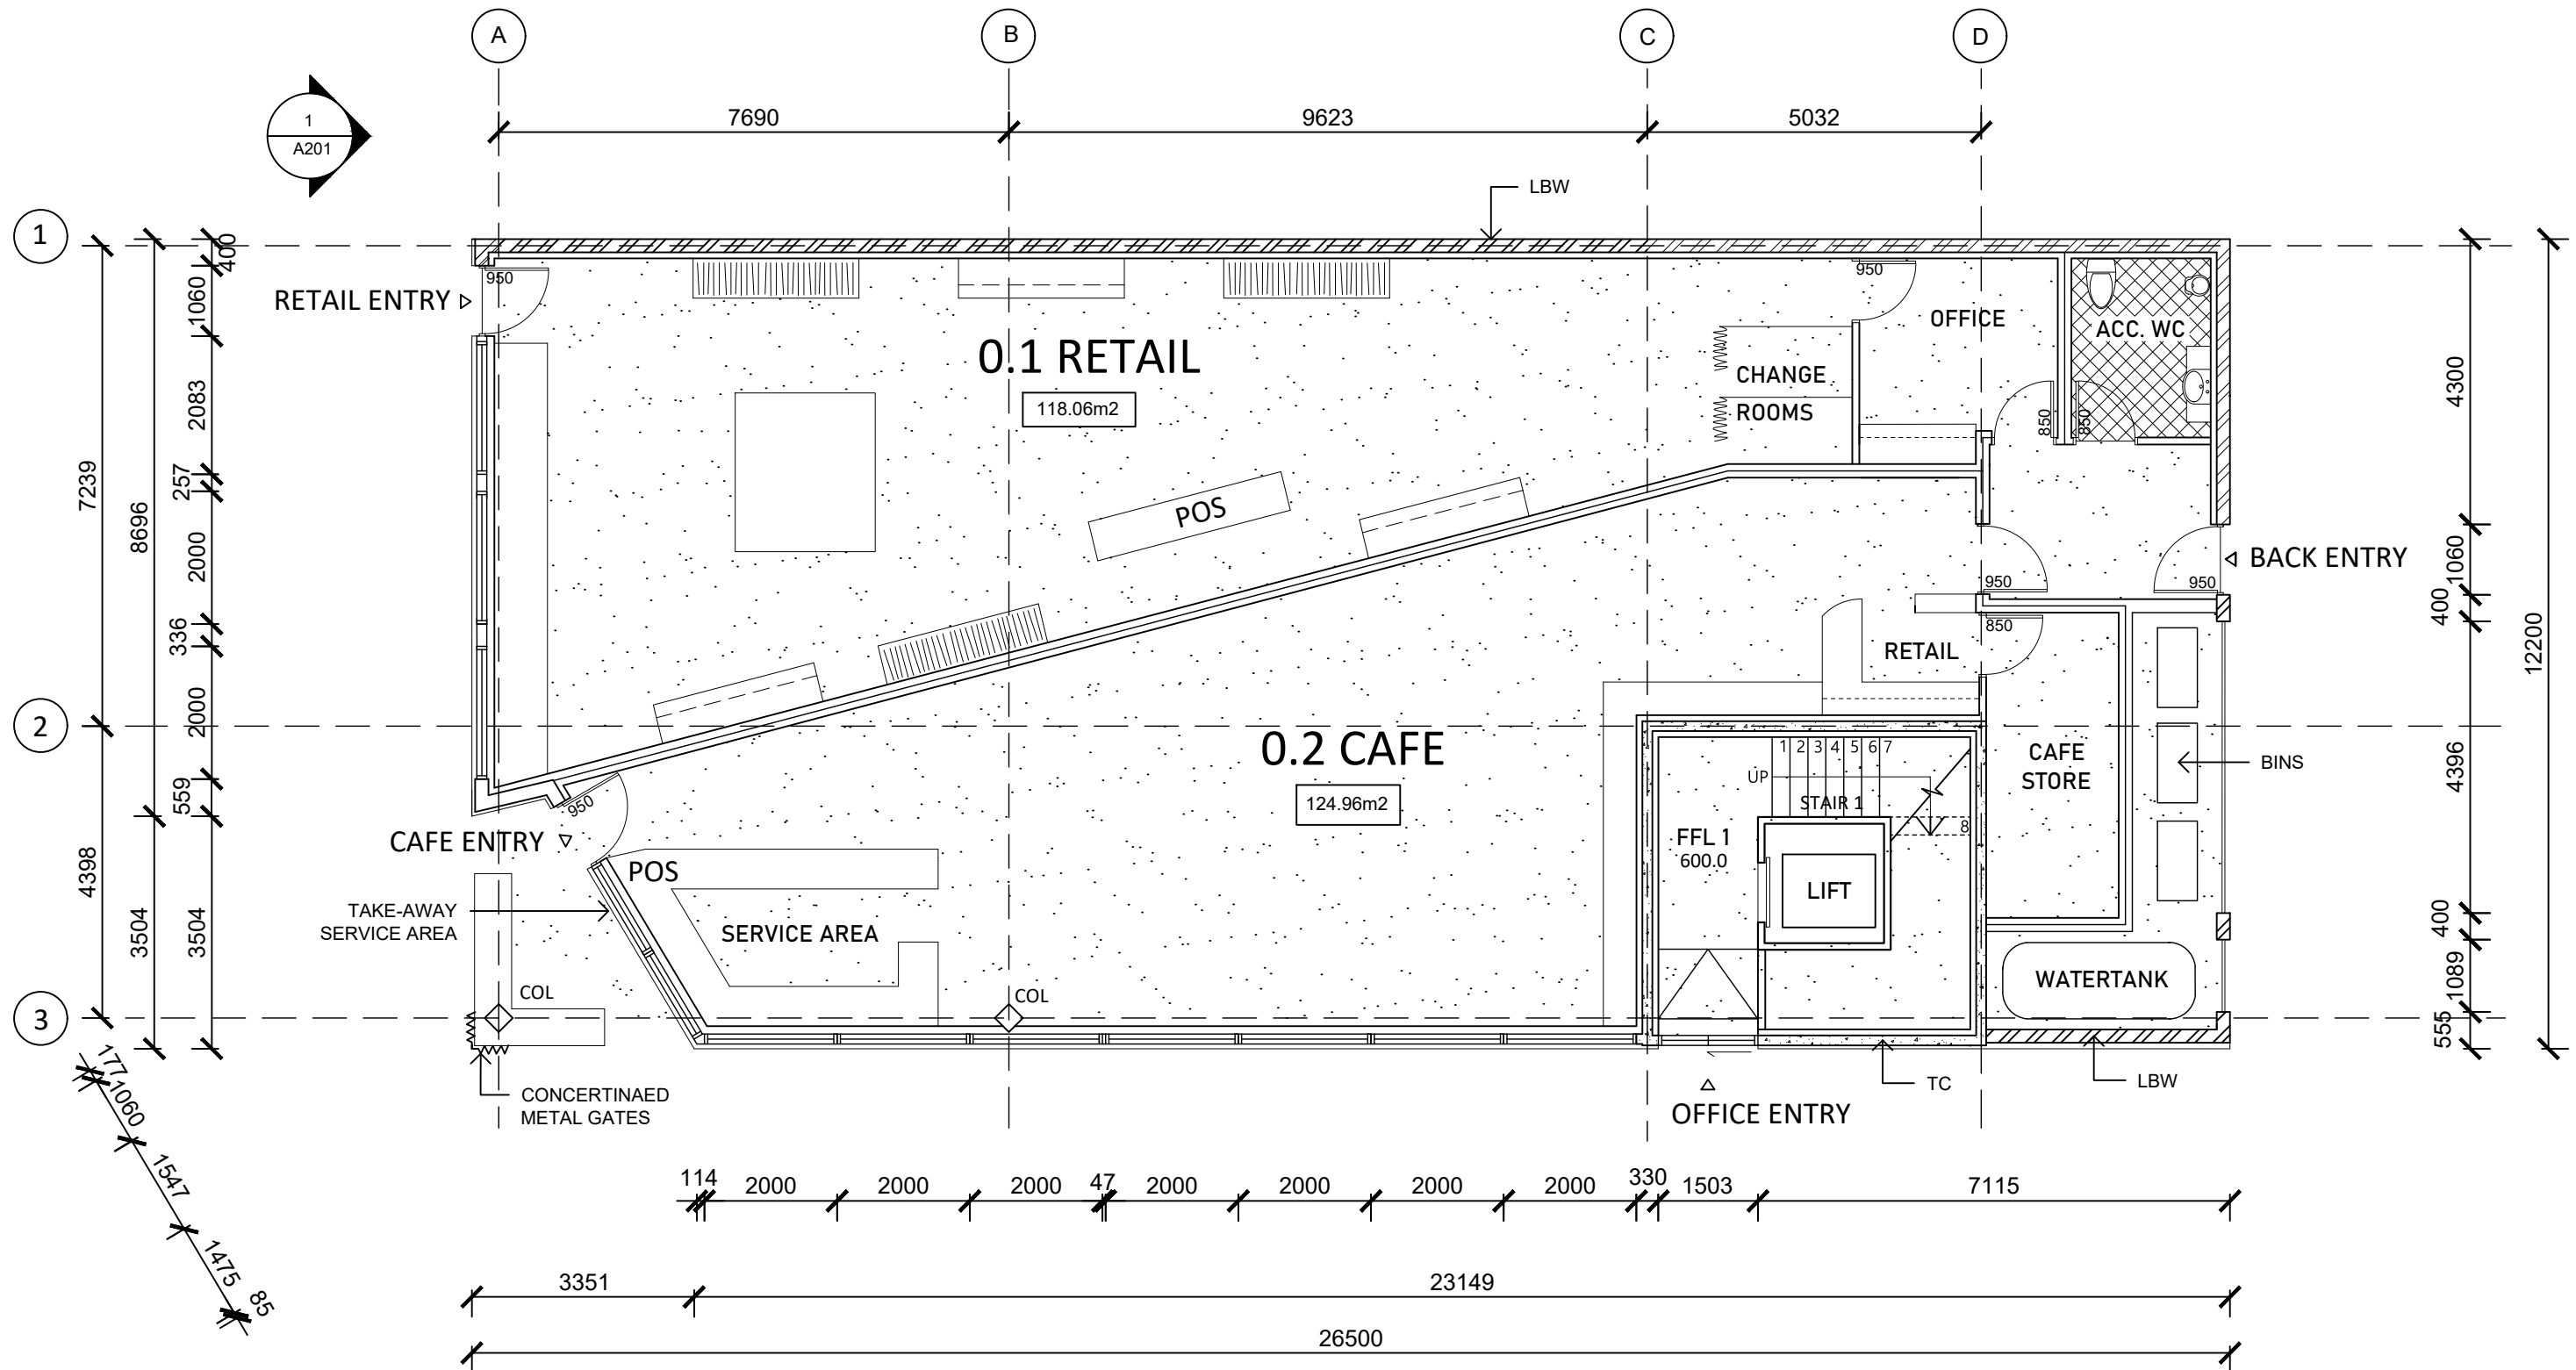 A
B
C
D
1
A201
7690
9623
5032
LBW
1
2
3
7239
4398
8696
3504
400
1060
2083
257
2000
336
2000
559
3504
RETAIL ENTRY
950
0.1 RETAIL
118.06m2
POS
CHANGE
ROOMS
950
OFFICE
ACC. WC
850
850
4300
1060
400
4396
400
1089
555
12200
BACK ENTRY
950
950
850
RETAIL
0.2 CAFE
124.96m2
CAFE
STORE
BINS
1 2 3 4 5 6 7
UP
STAIR 1
8
FFL 1
600.0
LIFT
WATERTANK
950
CAFE ENTRY
POS
TAKE-AWAY
SERVICE AREA
SERVICE AREA
COL
COL
CONCERTINAED
METAL GATES
OFFICE ENTRY
TC
LBW
177
1060
1547
1475
85
114
2000
2000
2000
47
2000
2000
2000
2000
330
1503
7115
3351
23149
26500